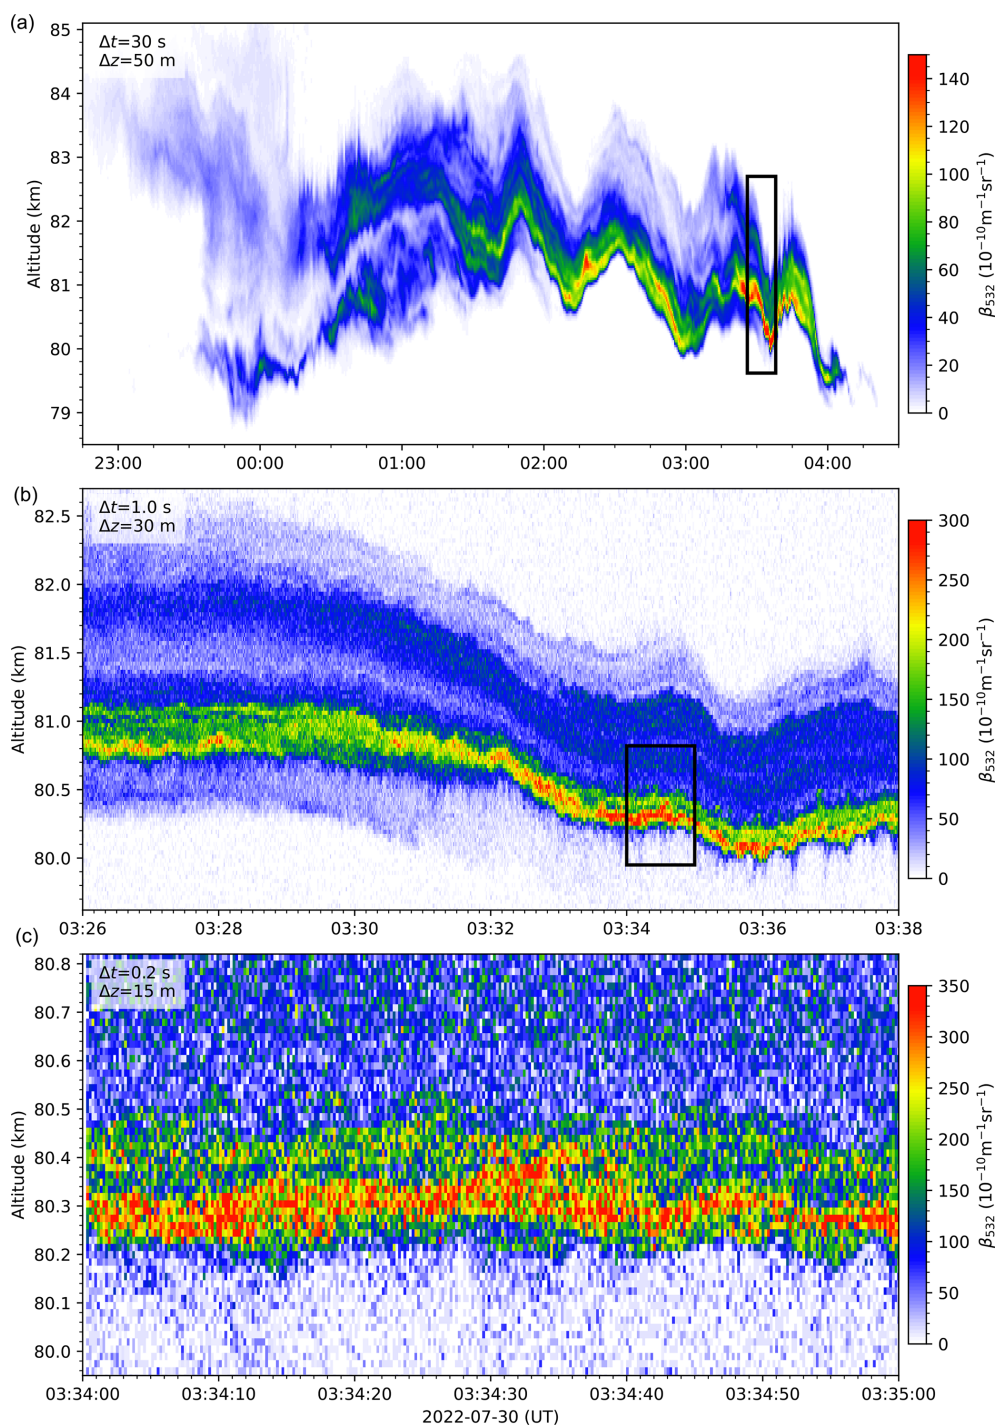 (a)
Δt=30 s
Δz=50 m
85
84
83
82
81
80
79
Altitude (km)
23:00 00:00 01:00 02:00 03:00 04:00
140
120
100
80
60
40
20
0
β532 (10−10m−1sr−1)
(b)
Δt=1.0 s
Δz=30 m
82.5
82.0
81.5
81.0
80.5
80.0
Altitude (km)
03:26 03:28 03:30 03:32 03:34 03:36 03:38
300
250
200
150
100
50
0
β532 (10−10m−1sr−1)
(c)
Δt=0.2 s
Δz=15 m
80.8
80.7
80.6
80.5
80.4
80.3
80.2
80.1
80.0
Altitude (km)
03:34:00 03:34:10 03:34:20 03:34:30 03:34:40 03:34:50 03:35:00
2022-07-30 (UT)
350
300
250
200
150
100
50
0
β532 (10−10m−1sr−1)